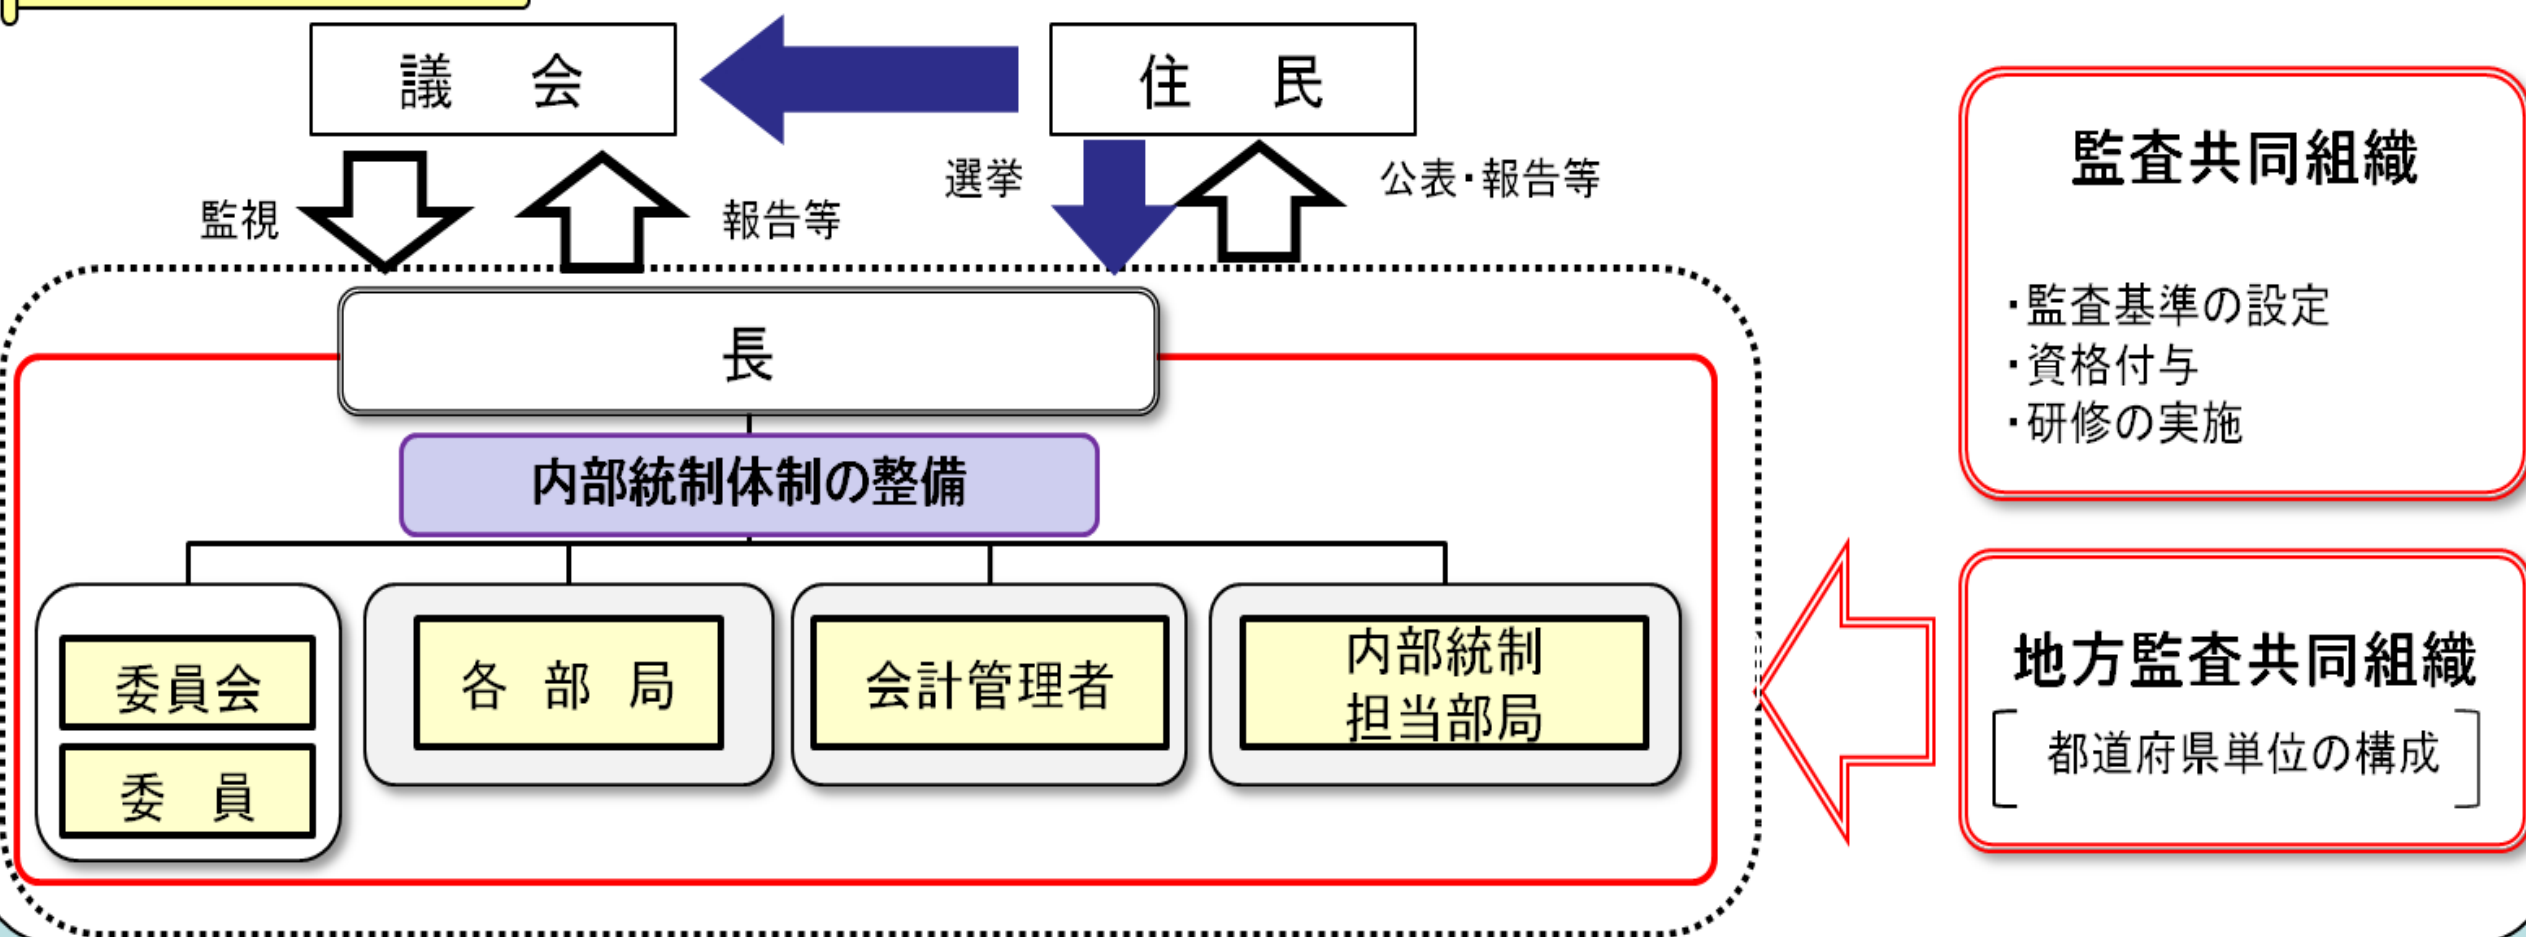 議　会
住　民
監視
報告等
選挙
公表・報告等
長
内部統制体制の整備
委員会
委　員
各　部　局
会計管理者
内部統制
担当部局
監査共同組織
・監査基準の設定
・資格付与
・研修の実施
地方監査共同組織
都道府県単位の構成